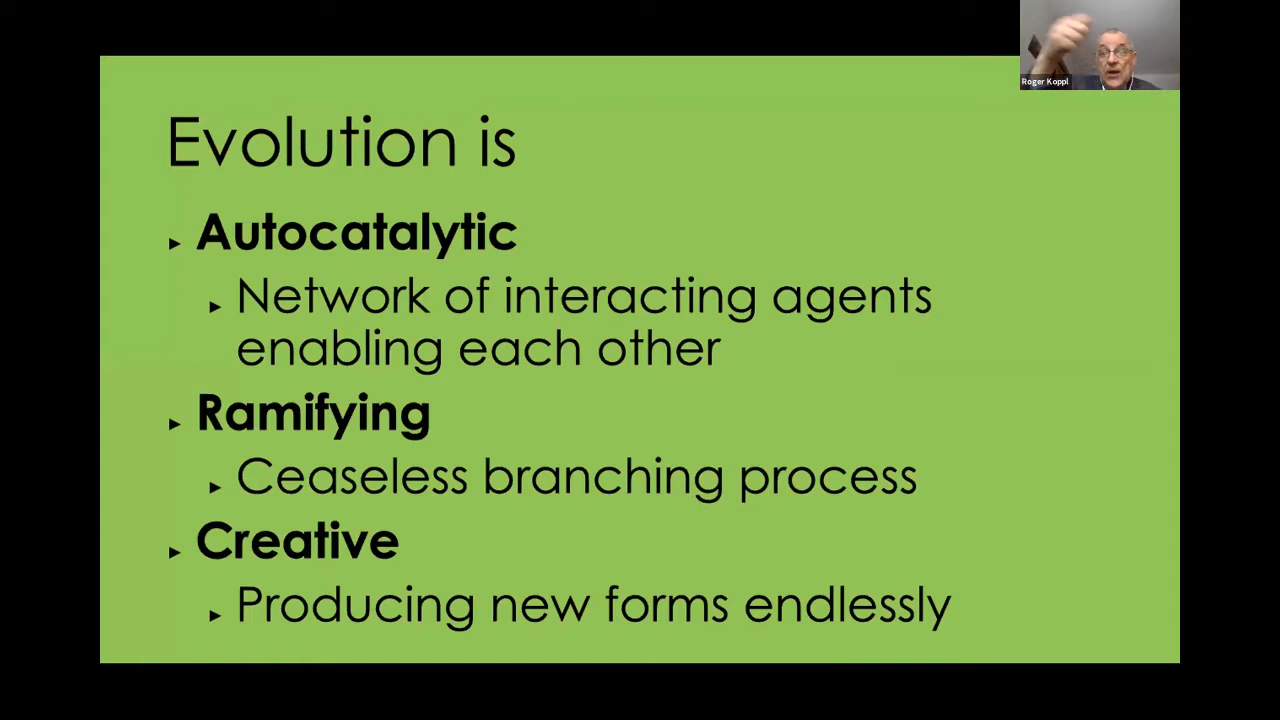 Roger Koppl
Evolution is
Autocatalytic
Network of interacting agents
enabling each other
Ramifying
Ceaseless branching process
Creative
Producing new forms endlessly